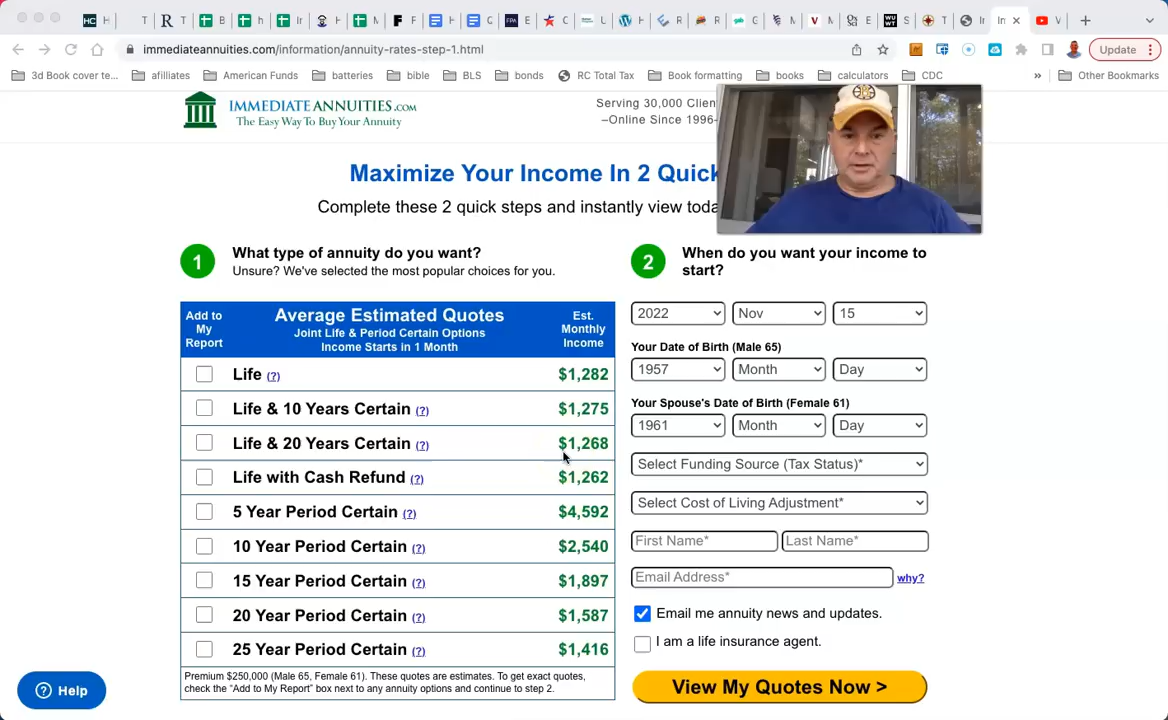 immediateannuities.com/information/annuity-rates-step-1.html
Update
3d Book cover te...
afiliiates
American Funds
batteries
bible
BLS
bonds
RC Total Tax
Book formatting
books
calculators
CDC
»
Other Bookmarks
IMMEDIATE ANNUITIES.COM
The Easy Way To Buy Your Annuity
Serving 30,000 Clien
–Online Since 1996–
Maximize Your Income In 2 Quick
Complete these 2 quick steps and instantly view toda
1
What type of annuity do you want?
Unsure? We've selected the most popular choices for you.
Add to My Report
Average Estimated Quotes
Joint Life & Period Certain Options
Income Starts in 1 Month
Est. Monthly Income
Life (?) $1,282
Life & 10 Years Certain (?) $1,275
Life & 20 Years Certain (?) $1,268
Life with Cash Refund (?) $1,262
5 Year Period Certain (?) $4,592
10 Year Period Certain (?) $2,540
15 Year Period Certain (?) $1,897
20 Year Period Certain (?) $1,587
25 Year Period Certain (?) $1,416
Premium $250,000 (Male 65, Female 61). These quotes are estimates. To get exact quotes,
check the "Add to My Report" box next to any annuity options and continue to step 2.
2
When do you want your income to
start?
2022 Nov 15
Your Date of Birth (Male 65)
1957 Month Day
Your Spouse's Date of Birth (Female 61)
1961 Month Day
Select Funding Source (Tax Status)*
Select Cost of Living Adjustment*
First Name* Last Name*
Email Address* why?
Email me annuity news and updates.
I am a life insurance agent.
View My Quotes Now >
Help